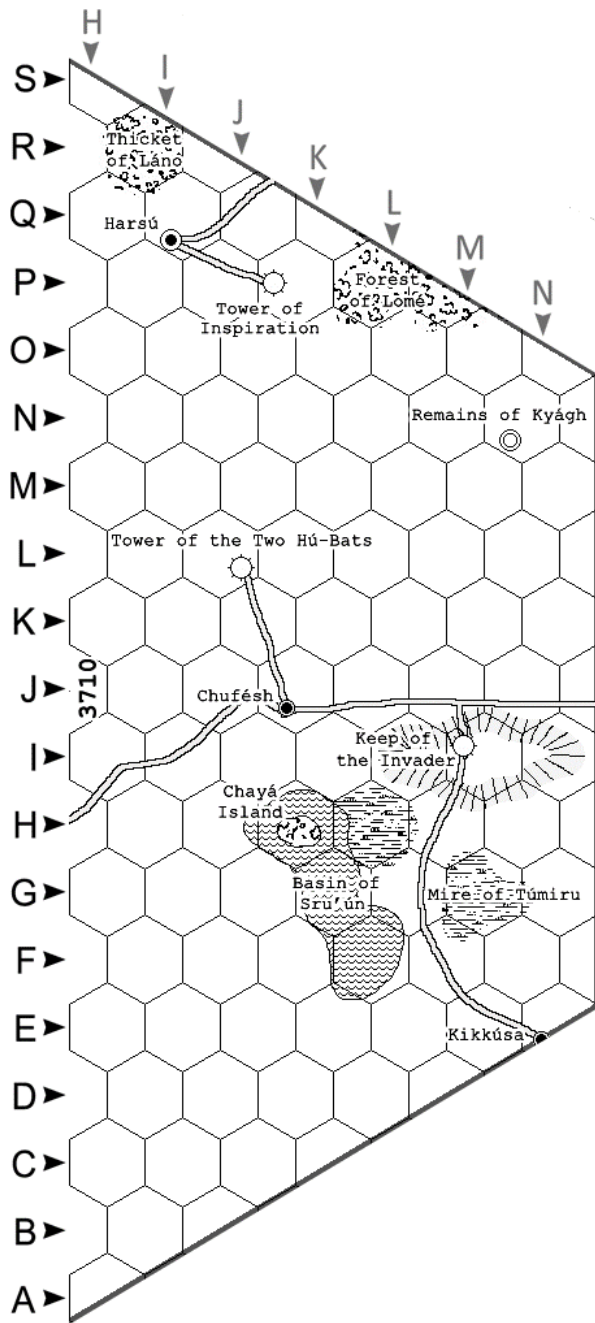 H
I
J
K
L
M
N
S
R
Q
P
O
N
M
L
K
J
I
H
G
F
E
D
C
B
A
Thicket
of Láno
Harsú
Tower of
Inspiration
Forest
of Lomé
Remains of Kyágh
Tower of the Two Hú-Bats
3710
Chufésh
Keep of
the Invader
Chayá
Island
Basin of
Sru'ún
Mire of Túmiru
Kikkúsa